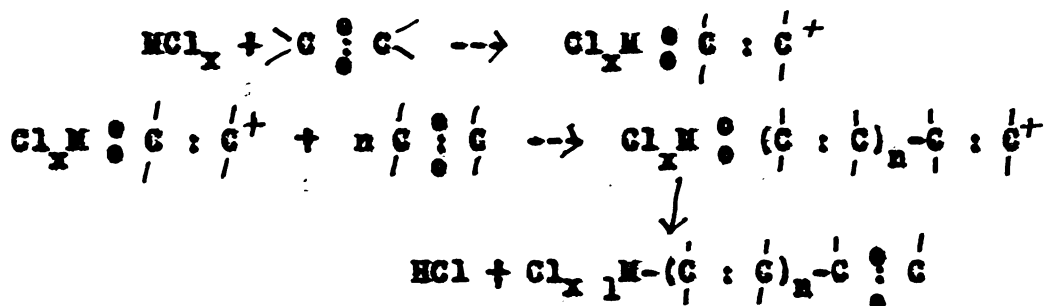 MCl_x + >C : C< --> Cl_xM : C : C+
Cl_xM : C : C+ + n C : C --> Cl_xM : (C : C)_n-C : C+
HCl + Cl_x 1M-(C : C)_n-C : C